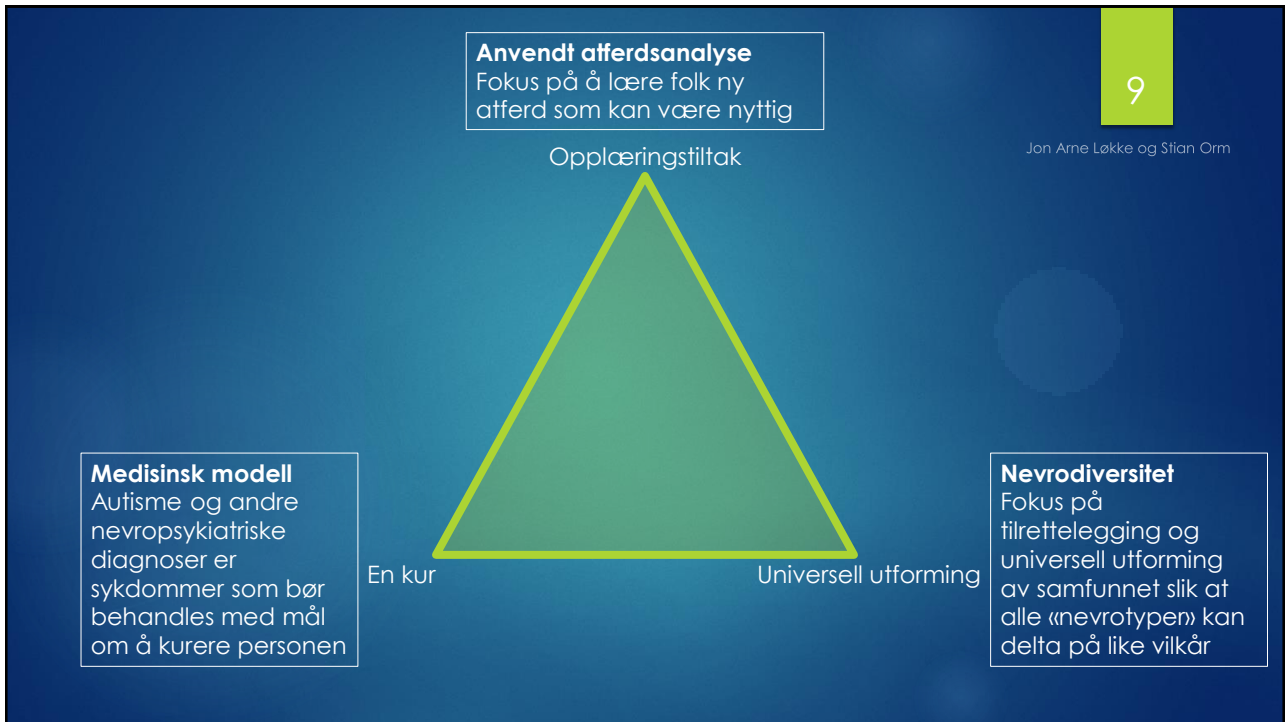 Anvendt atferdsanalyse
Fokus på å lære folk ny
atferd som kan være nyttig
9
Jon Arne Løkke og Stian Orm
Opplæringstiltak
Medisinsk modell
Autisme og andre
nevropsykiatriske
diagnoser er
sykdommer som bør
behandles med mål
om å kurere personen
En kur
Universell utforming
Nevrodiversitet
Fokus på
tilrettelegging og
universell utforming
av samfunnet slik at
alle «nevrotyper» kan
delta på like vilkår